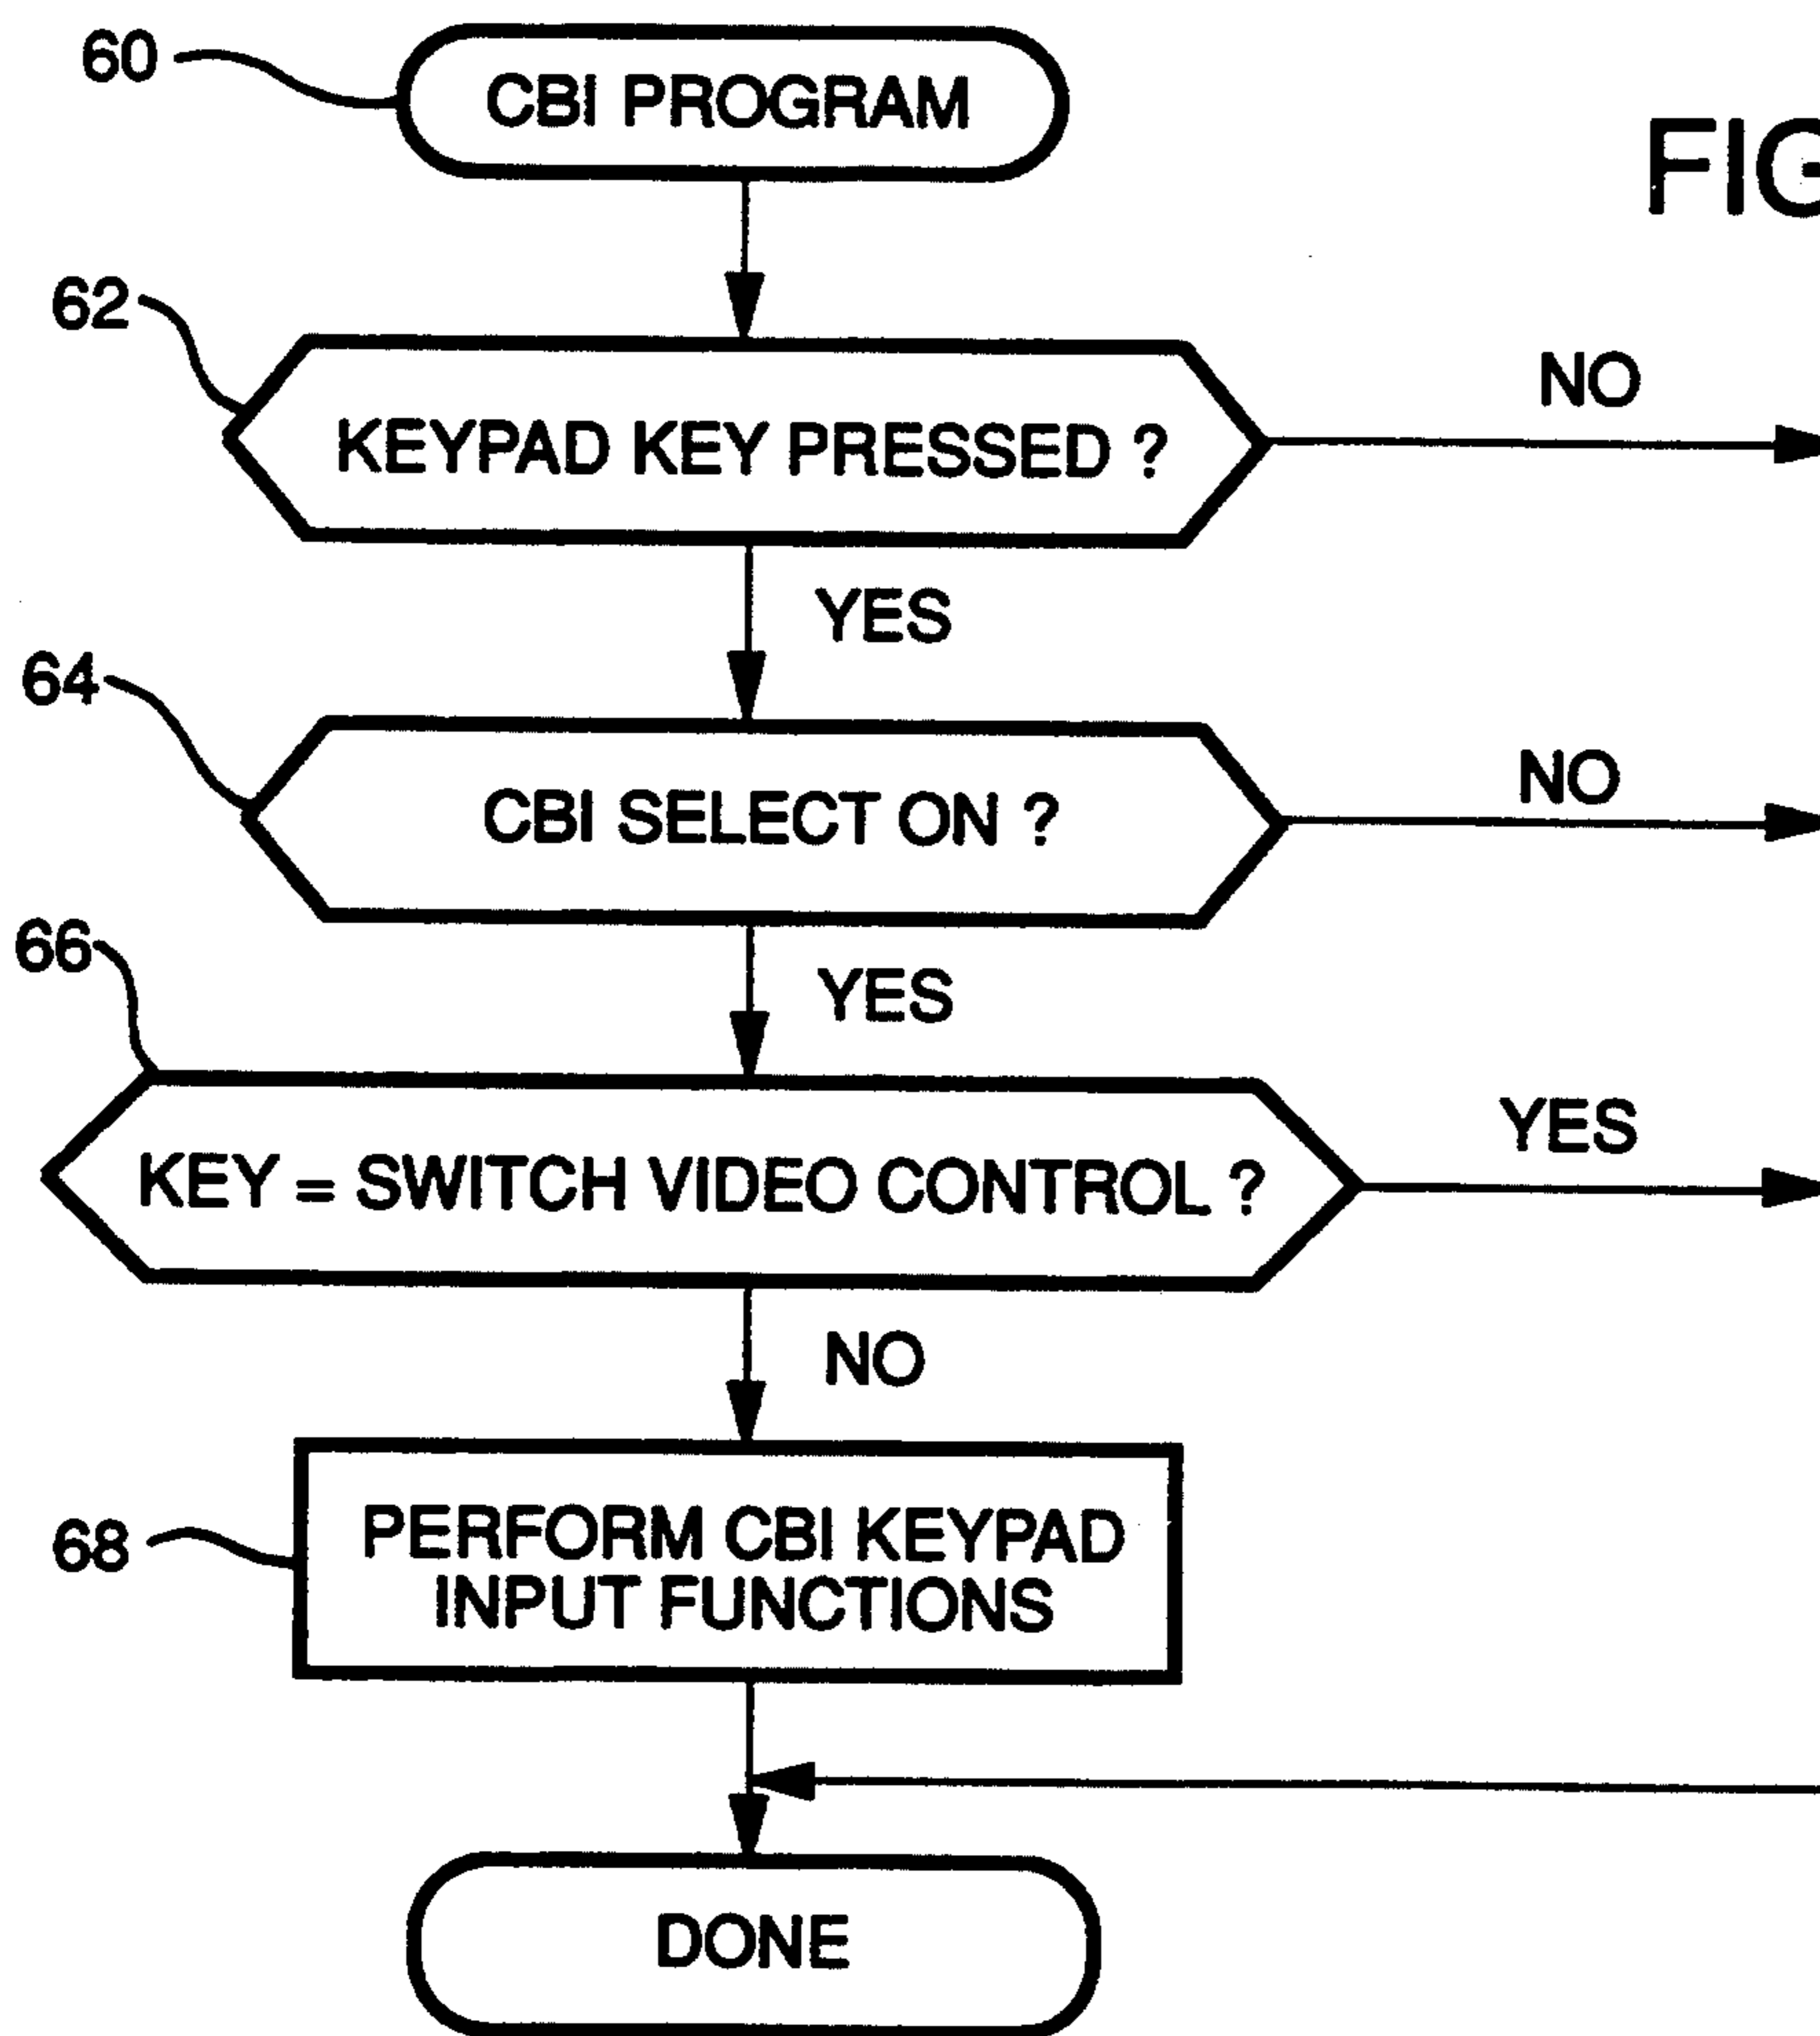 60
CBI PROGRAM
FIG
62
KEYPAD KEY PRESSED ?
NO
YES
64
CBI SELECT ON ?
NO
YES
66
KEY = SWITCH VIDEO CONTROL ?
YES
NO
68
PERFORM CBI KEYPAD
INPUT FUNCTIONS
DONE